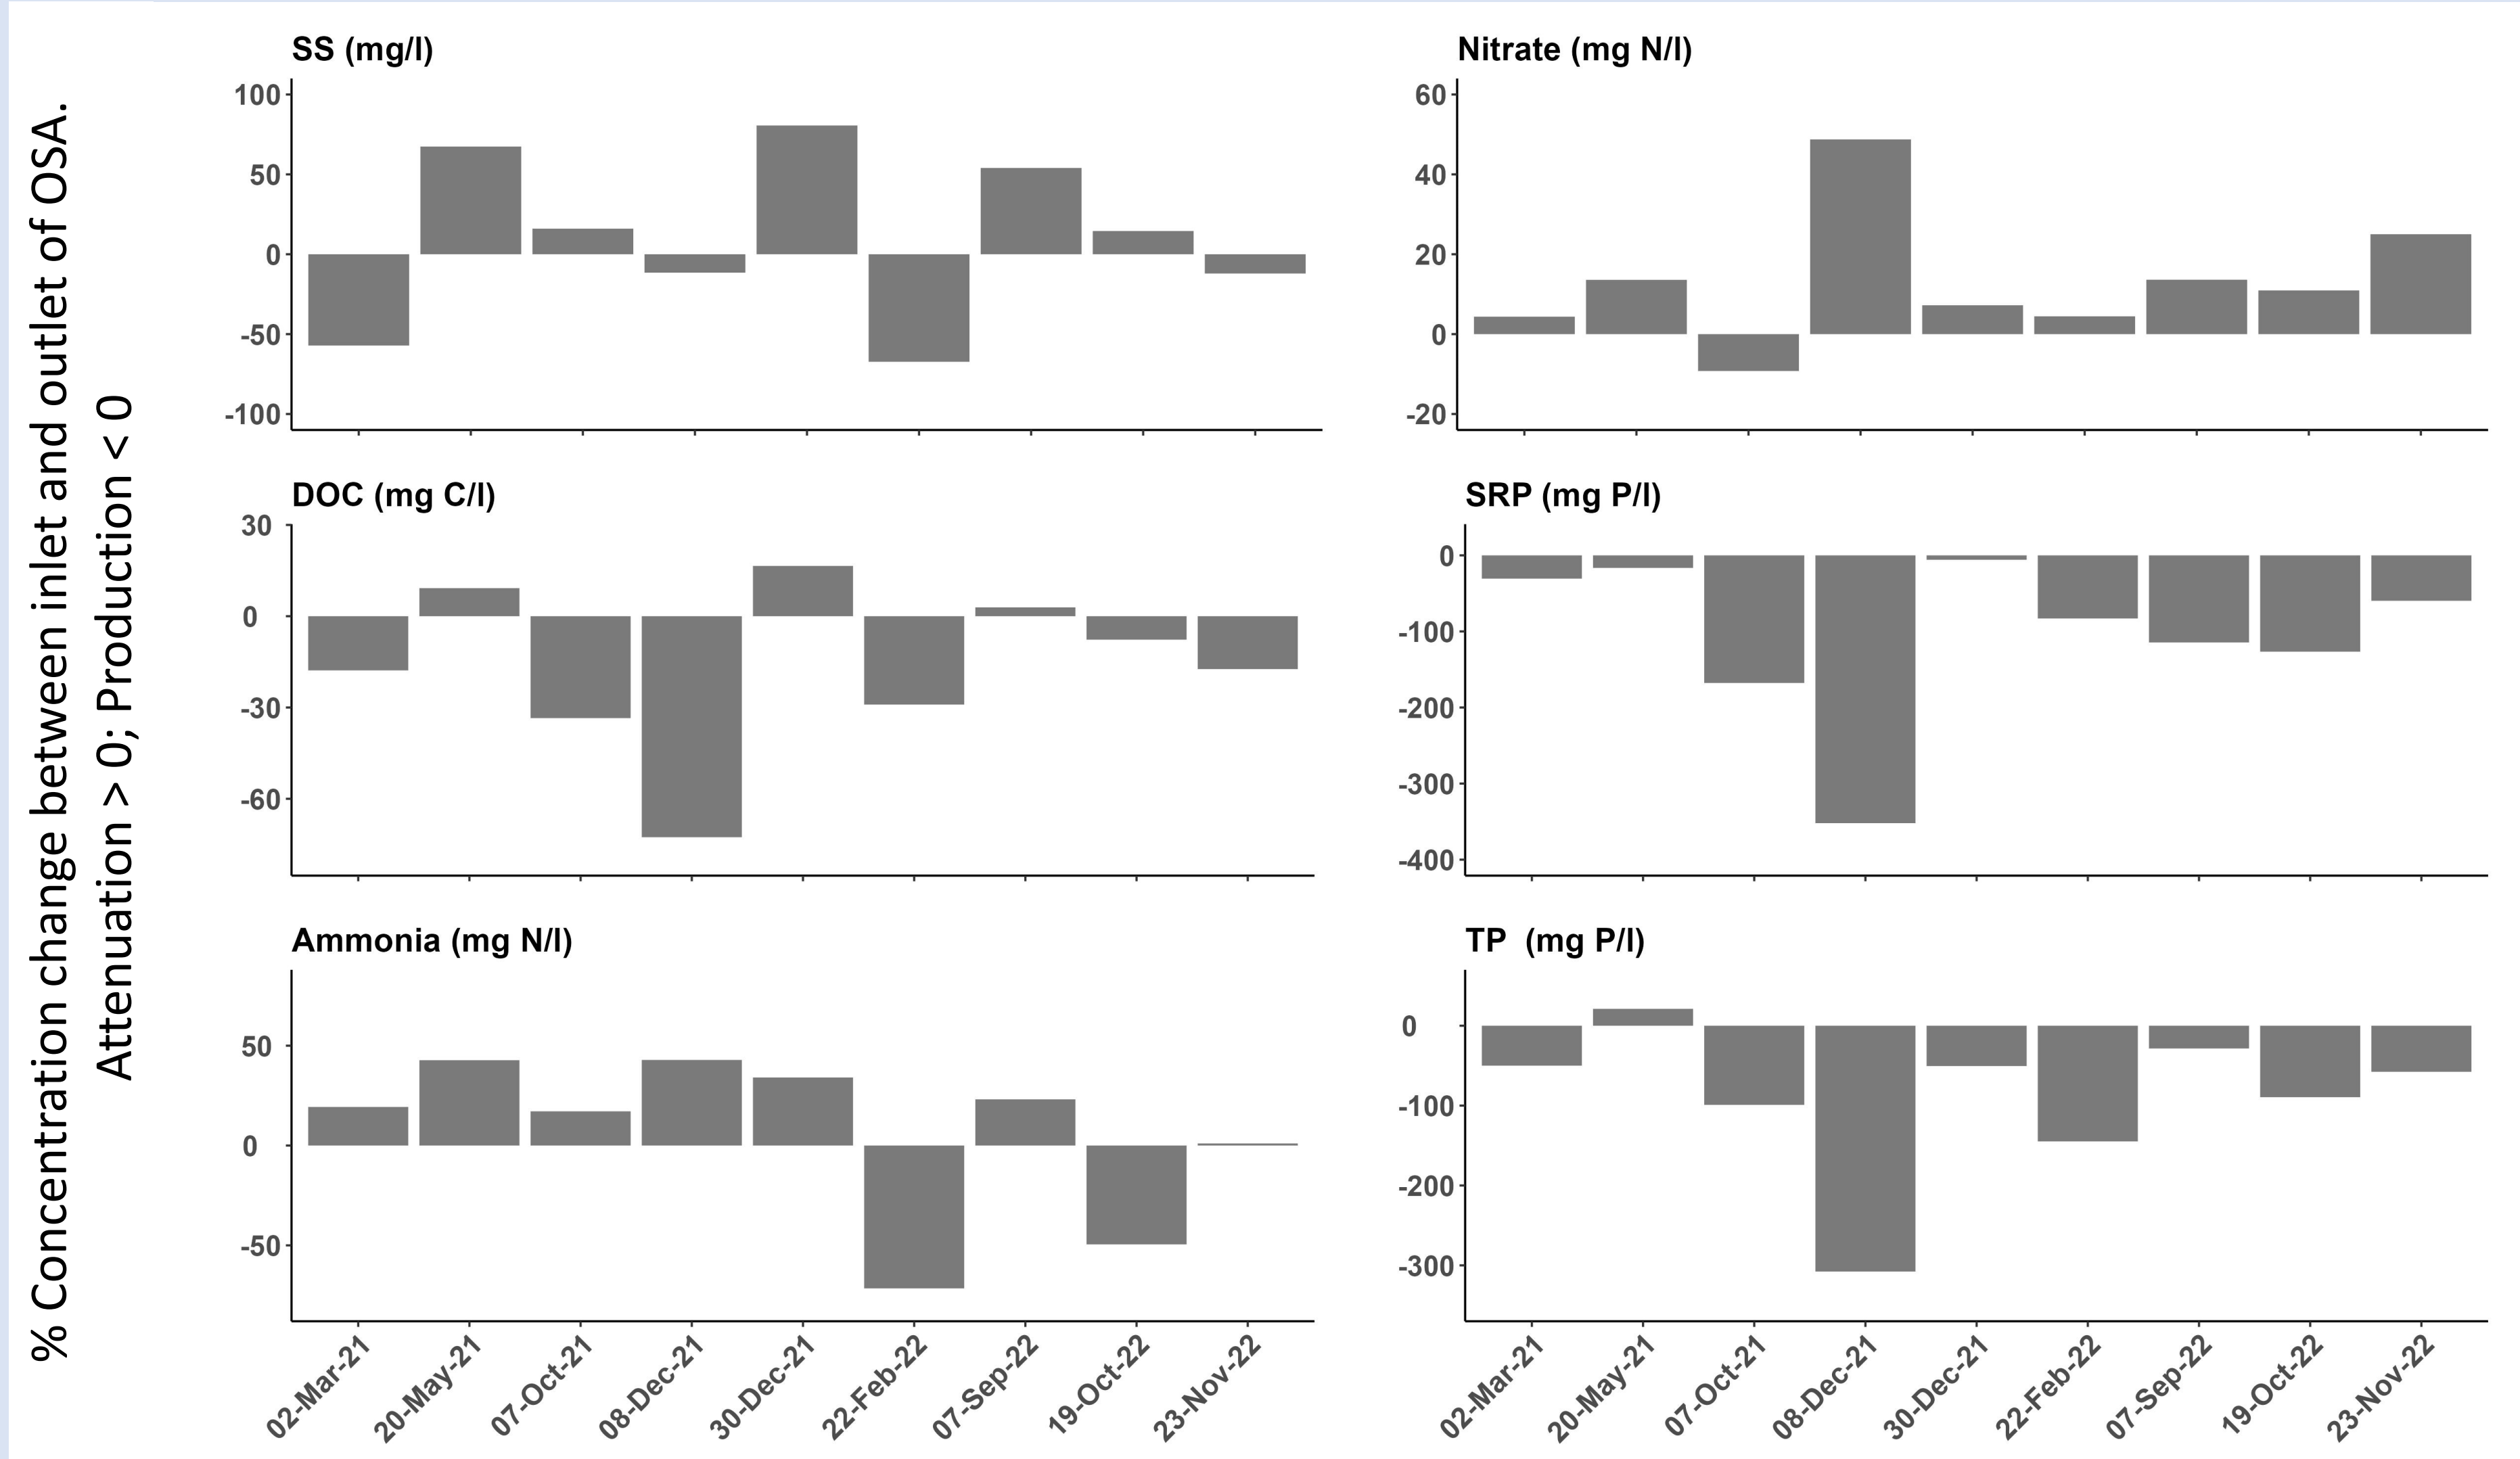 % Concentration change between inlet and outlet of OSA.
Attenuation > 0; Production < 0
SS (mg/l)
100
50
0
-50
-100
Nitrate (mg N/l)
60
40
20
0
-20
DOC (mg C/l)
30
0
-30
-60
SRP (mg P/l)
0
-100
-200
-300
-400
Ammonia (mg N/l)
50
0
-50
02-Mar-21
20-May-21
07-Oct-21
08-Dec-21
30-Dec-21
22-Feb-22
07-Sep-22
19-Oct-22
23-Nov-22
TP (mg P/l)
0
-100
-200
-300
02-Mar-21
20-May-21
07-Oct-21
08-Dec-21
30-Dec-21
22-Feb-22
07-Sep-22
19-Oct-22
23-Nov-22